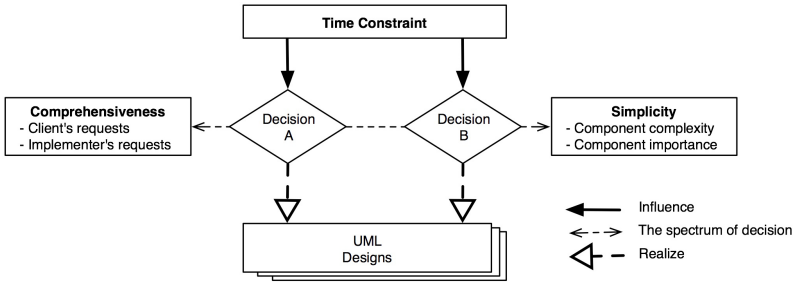 Time Constraint
Comprehensiveness
- Client's requests
- Implementer's requests
Decision
A
Decision
B
Simplicity
- Component complexity
- Component importance
UML
Designs
Influence
The spectrum of decision
Realize